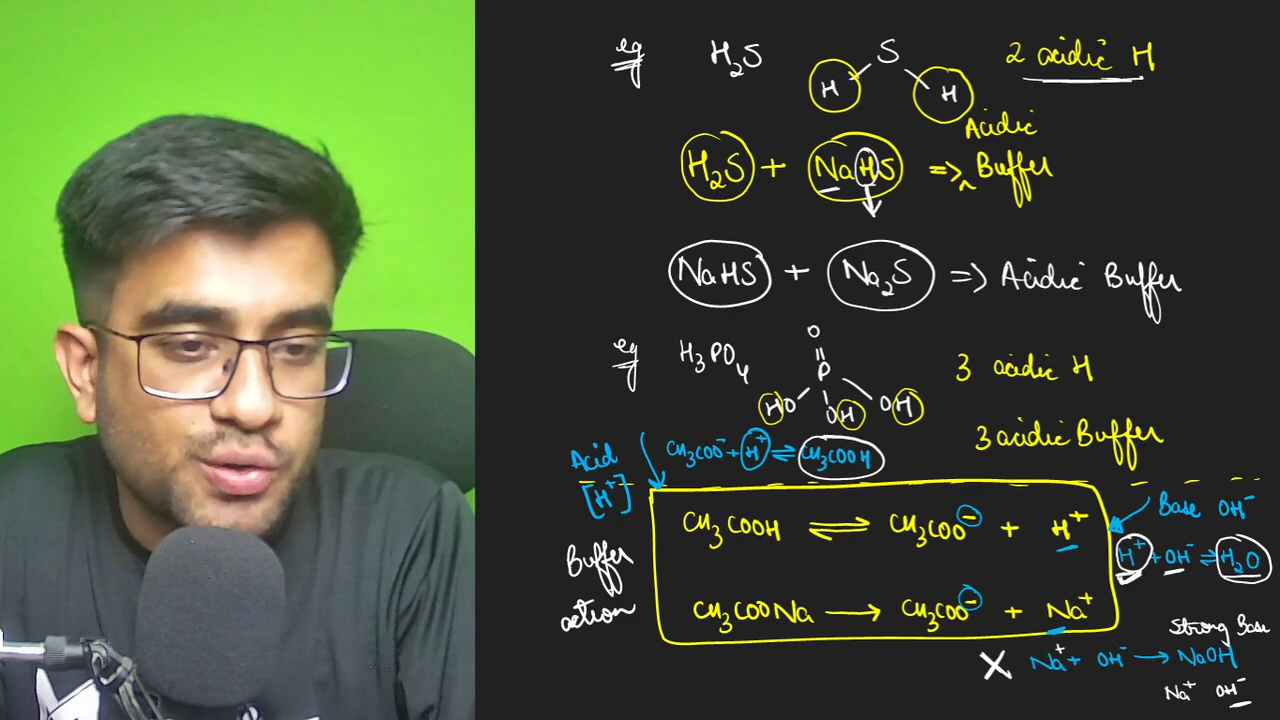 eg H₂S S 2 acidic H
H H
Acidic
H₂S + NaHS => Buffer
NaHS + Na₂S => Acidic Buffer
eg H₃PO₄ O
P 3 acidic H
HO OH OH
3 acidic Buffer
Acid CH₃COO⁻ + H⁺ ⇌ CH₃COOH
[H⁺]
Base OH⁻
CH₃COOH ⇌ CH₃COO⁻ + H⁺
H⁺ + OH⁻ ⇌ H₂O
Buffer
action
CH₃COONa → CH₃COO⁻ + Na⁺
Strong Base
X Na⁺ + OH⁻ → NaOH
Na⁺ OH⁻